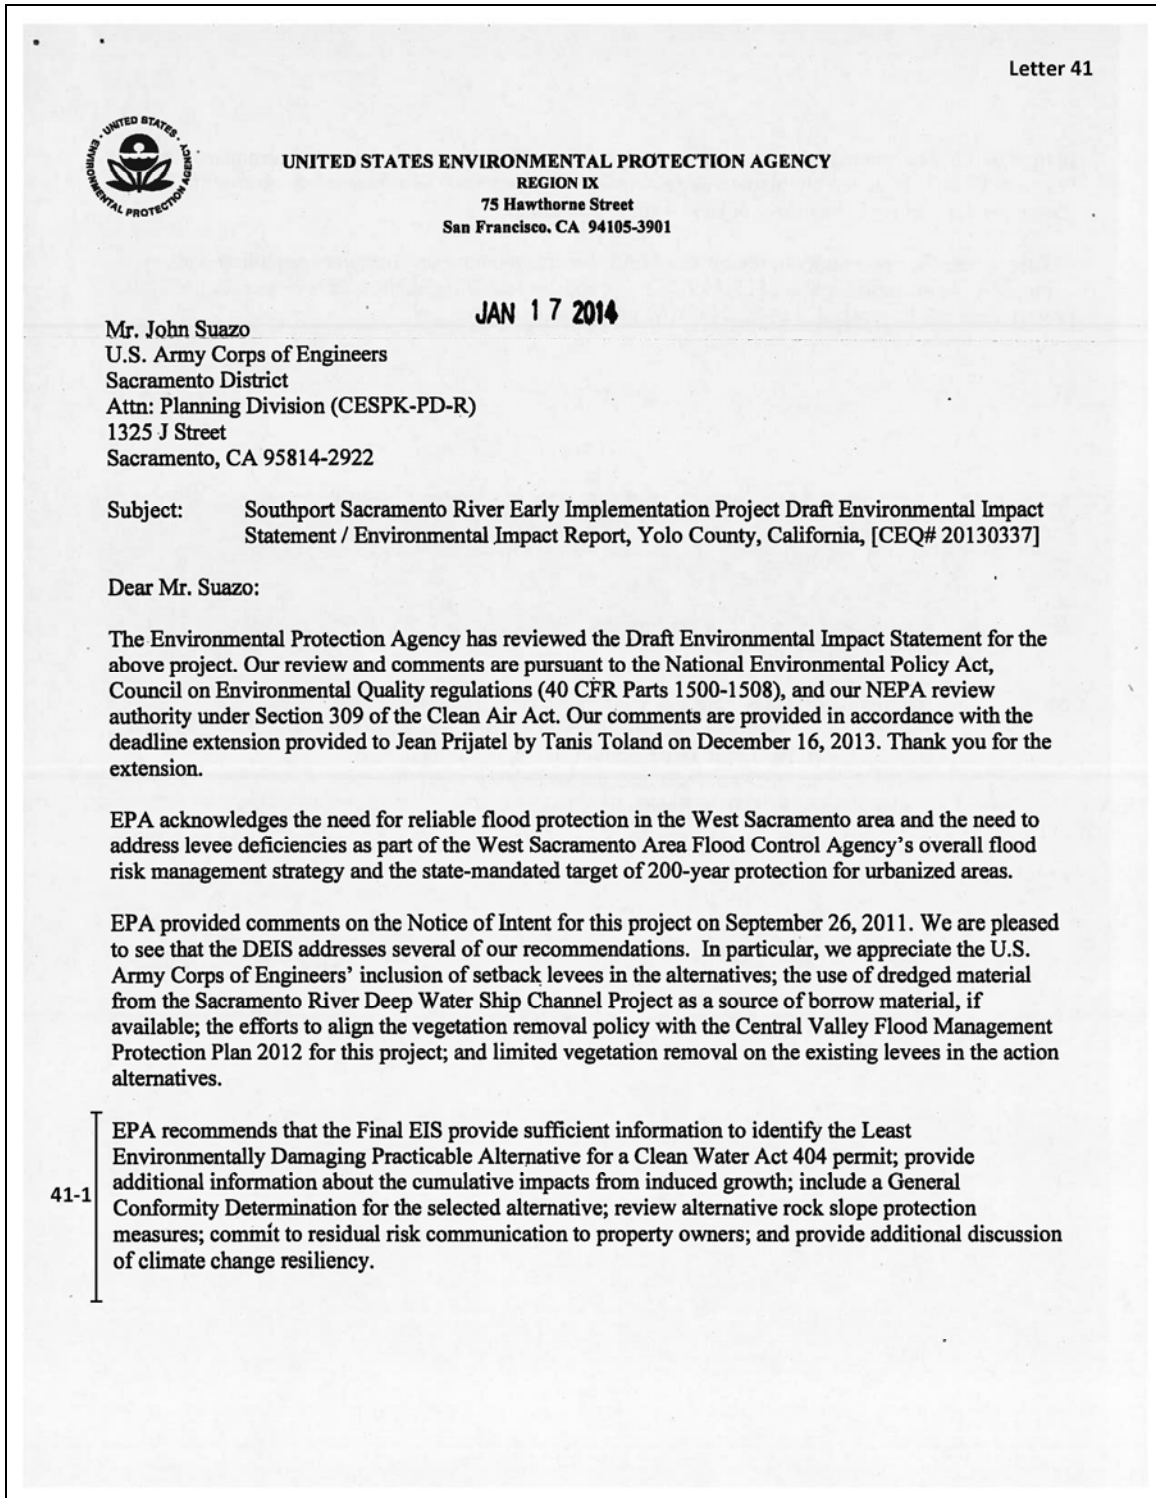 Letter 41
UNITED STATES
ENVIRONMENTAL PROTECTION AGENCY
UNITED STATES ENVIRONMENTAL PROTECTION AGENCY
REGION IX
75 Hawthorne Street
San Francisco, CA 94105-3901
JAN 17 2014
Mr. John Suazo
U.S. Army Corps of Engineers
Sacramento District
Attn: Planning Division (CESPK-PD-R)
1325 J Street
Sacramento, CA 95814-2922
Subject: Southport Sacramento River Early Implementation Project Draft Environmental Impact
Statement / Environmental Impact Report, Yolo County, California, [CEQ# 20130337]
Dear Mr. Suazo:
The Environmental Protection Agency has reviewed the Draft Environmental Impact Statement for the
above project. Our review and comments are pursuant to the National Environmental Policy Act,
Council on Environmental Quality regulations (40 CFR Parts 1500-1508), and our NEPA review
authority under Section 309 of the Clean Air Act. Our comments are provided in accordance with the
deadline extension provided to Jean Prijatel by Tanis Toland on December 16, 2013. Thank you for the
extension.
EPA acknowledges the need for reliable flood protection in the West Sacramento area and the need to
address levee deficiencies as part of the West Sacramento Area Flood Control Agency's overall flood
risk management strategy and the state-mandated target of 200-year protection for urbanized areas.
EPA provided comments on the Notice of Intent for this project on September 26, 2011. We are pleased
to see that the DEIS addresses several of our recommendations. In particular, we appreciate the U.S.
Army Corps of Engineers' inclusion of setback levees in the alternatives; the use of dredged material
from the Sacramento River Deep Water Ship Channel Project as a source of borrow material, if
available; the efforts to align the vegetation removal policy with the Central Valley Flood Management
Protection Plan 2012 for this project; and limited vegetation removal on the existing levees in the action
alternatives.
41-1
EPA recommends that the Final EIS provide sufficient information to identify the Least
Environmentally Damaging Practicable Alternative for a Clean Water Act 404 permit; provide
additional information about the cumulative impacts from induced growth; include a General
Conformity Determination for the selected alternative; review alternative rock slope protection
measures; commit to residual risk communication to property owners; and provide additional discussion
of climate change resiliency.